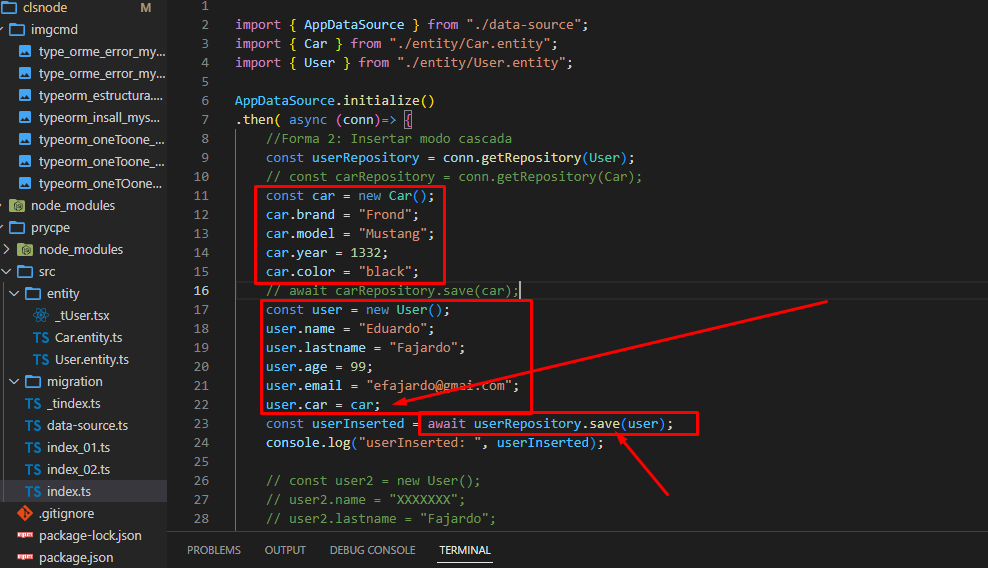 clsnode
M
imgcmd
type_orme_error_my...
type_orme_error_my...
typeorm_estructura....
typeorm_insall_mys...
typeorm_oneToone_...
typeorm_oneToone_...
typeorm_oneTOone...
node_modules
prycpe
node_modules
src
entity
_tUser.tsx
TS Car.entity.ts
TS User.entity.ts
migration
TS _tindex.ts
TS data-source.ts
TS index_01.ts
TS index_02.ts
TS index.ts
.gitignore
npm package-lock.json
npm package.json
1
2 import { AppDataSource } from "./data-source";
3 import { Car } from "./entity/Car.entity";
4 import { User } from "./entity/User.entity";
5
6 AppDataSource.initialize()
7 .then( async (conn)=> {
8 //Forma 2: Insertar modo cascada
9 const userRepository = conn.getRepository(User);
10 // const carRepository = conn.getRepository(Car);
11 const car = new Car();
12 car.brand = "Frond";
13 car.model = "Mustang";
14 car.year = 1332;
15 car.color = "black";
16 // await carRepository.save(car);
17 const user = new User();
18 user.name = "Eduardo";
19 user.lastname = "Fajardo";
20 user.age = 99;
21 user.email = "efajardo@gmai.com";
22 user.car = car;
23 const userInserted = await userRepository.save(user);
24 console.log("userInserted: ", userInserted);
25
26 // const user2 = new User();
27 // user2.name = "XXXXXXX";
28 // user2.lastname = "Fajardo";
PROBLEMS OUTPUT DEBUG CONSOLE TERMINAL